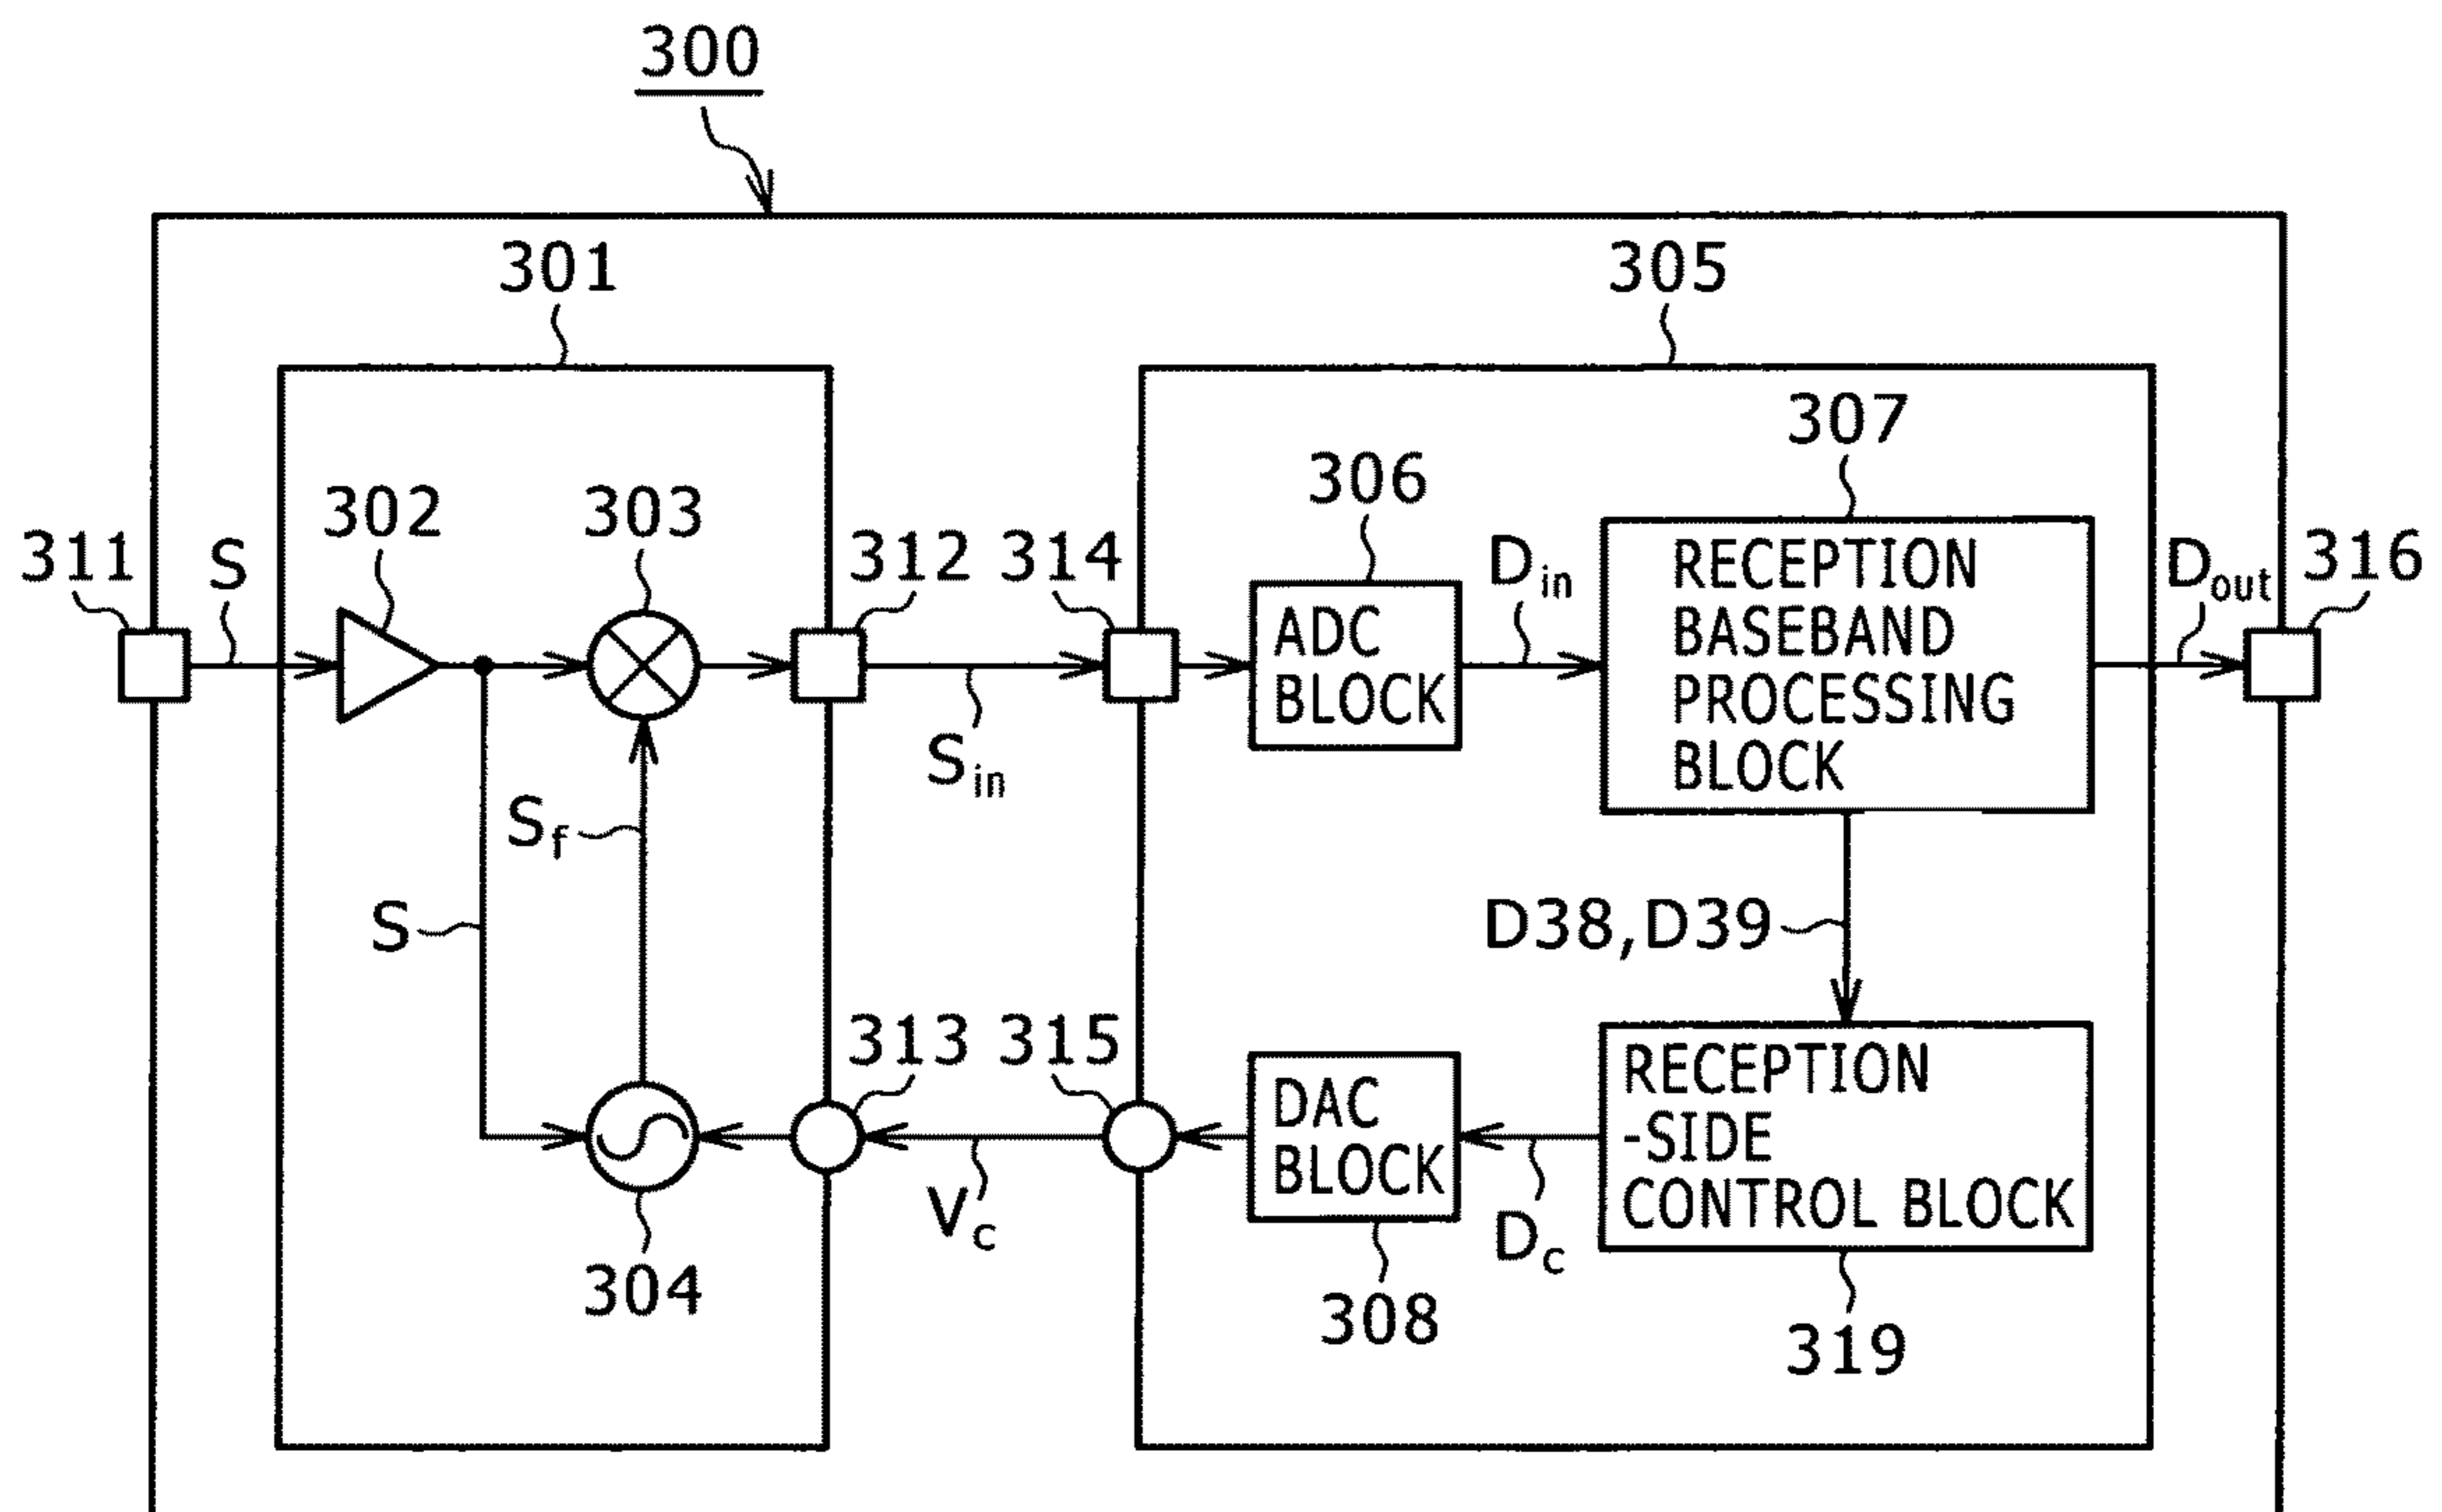 300
301
305
307
306
302
303
311
S
312
314
D_in
D_out
316
RECEPTION
BASEBAND
PROCESSING
BLOCK
ADC
BLOCK
S_in
S_f
S
D38,D39
313
315
RECEPTION
-SIDE
CONTROL BLOCK
DAC
BLOCK
V_c
D_c
304
308
319